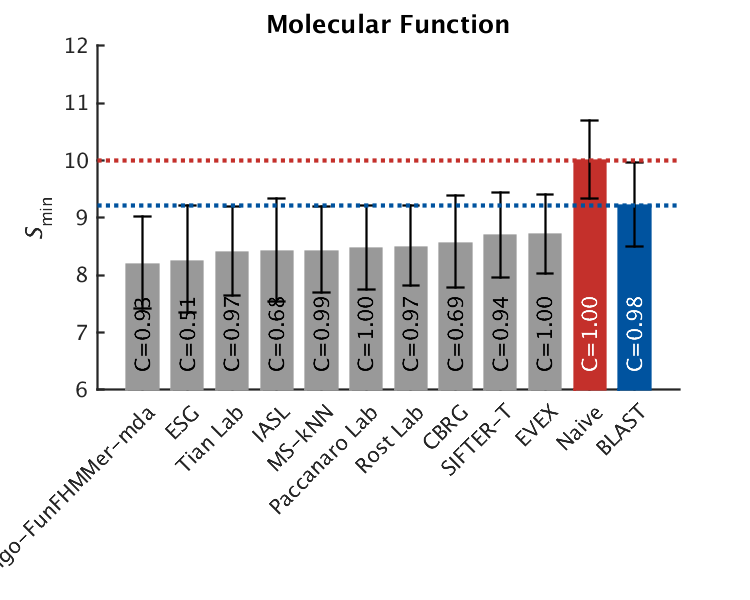 Molecular Function
12
11
10
9
8
7
6
Smin
C=0.93
C=0.51
C=0.97
C=0.68
C=0.99
C=1.00
C=0.97
C=0.69
C=0.94
C=1.00
C=1.00
C=0.98
go-FunFHMMer-mda
ESG
Tian Lab
IASL
MS-kNN
Paccanaro Lab
Rost Lab
CBRG
SIFTER-T
EVEX
Naive
BLAST